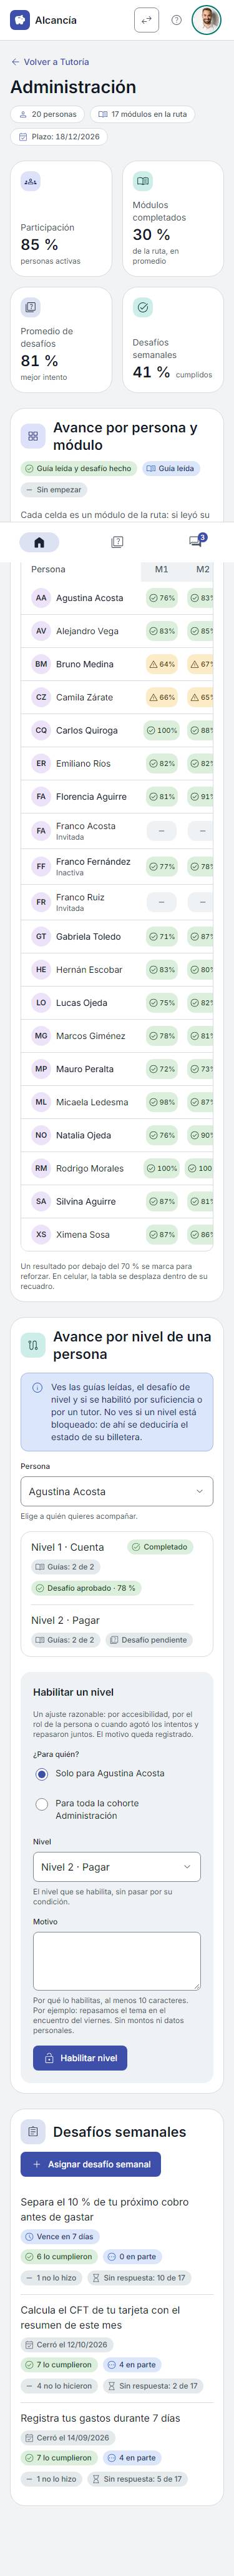 Alcancía
Volver a Tutoría
Administración
20 personas
17 módulos en la ruta
Plazo: 18/12/2026
Participación
85 %
personas activas
Módulos
completados
30 %
de la ruta, en
promedio
Promedio de
desafíos
81 %
mejor intento
Desafíos
semanales
41 % cumplidos
Avance por persona y
módulo
Guía leída y desafío hecho
Guía leída
Sin empezar
Cada celda es un módulo de la ruta: si leyó su
3
Persona M1 M2
AA Agustina Acosta 76% 83%
AV Alejandro Vega 83% 85%
BM Bruno Medina 64% 67%
CZ Camila Zárate 66% 65%
CQ Carlos Quiroga 100% 88%
ER Emiliano Ríos 82% 82%
FA Florencia Aguirre 81% 91%
FA Franco Acosta – –
Invitada
FF Franco Fernández 77% 78%
Inactiva
FR Franco Ruiz – –
Invitada
GT Gabriela Toledo 71% 87%
HE Hernán Escobar 83% 80%
LO Lucas Ojeda 75% 82%
MG Marcos Giménez 78% 81%
MP Mauro Peralta 72% 73%
ML Micaela Ledesma 98% 87%
NO Natalia Ojeda 76% 90%
RM Rodrigo Morales 100% 100
SA Silvina Aguirre 87% 81%
XS Ximena Sosa 87% 86%
Un resultado por debajo del 70 % se marca para
reforzar. En celular, la tabla se desplaza dentro de su
recuadro.
Avance por nivel de una
persona
Ves las guías leídas, el desafío de
nivel y si se habilitó por suficiencia o
por un tutor. No ves si un nivel está
bloqueado: de ahí se deduciría el
estado de su billetera.
Persona
Agustina Acosta
Elige a quién quieres acompañar.
Nivel 1 · Cuenta
Completado
Guías: 2 de 2
Desafío aprobado · 78 %
Nivel 2 · Pagar
Guías: 2 de 2
Desafío pendiente
Habilitar un nivel
Un ajuste razonable: por accesibilidad, por el
rol de la persona o cuando agotó los intentos y
repasaron juntos. El motivo queda registrado.
¿Para quién?
Solo para Agustina Acosta
Para toda la cohorte
Administración
Nivel
Nivel 2 · Pagar
El nivel que se habilita, sin pasar por su
condición.
Motivo
Por qué lo habilitas, al menos 10 caracteres.
Por ejemplo: repasamos el tema en el
encuentro del viernes. Sin montos ni datos
personales.
Habilitar nivel
Desafíos semanales
Asignar desafío semanal
Separa el 10 % de tu próximo cobro
antes de gastar
Vence en 7 días
6 lo cumplieron
0 en parte
1 no lo hizo
Sin respuesta: 10 de 17
Calcula el CFT de tu tarjeta con el
resumen de este mes
Cerró el 12/10/2026
7 lo cumplieron
4 en parte
4 no lo hicieron
Sin respuesta: 2 de 17
Registra tus gastos durante 7 días
Cerró el 14/09/2026
7 lo cumplieron
4 en parte
1 no lo hizo
Sin respuesta: 5 de 17